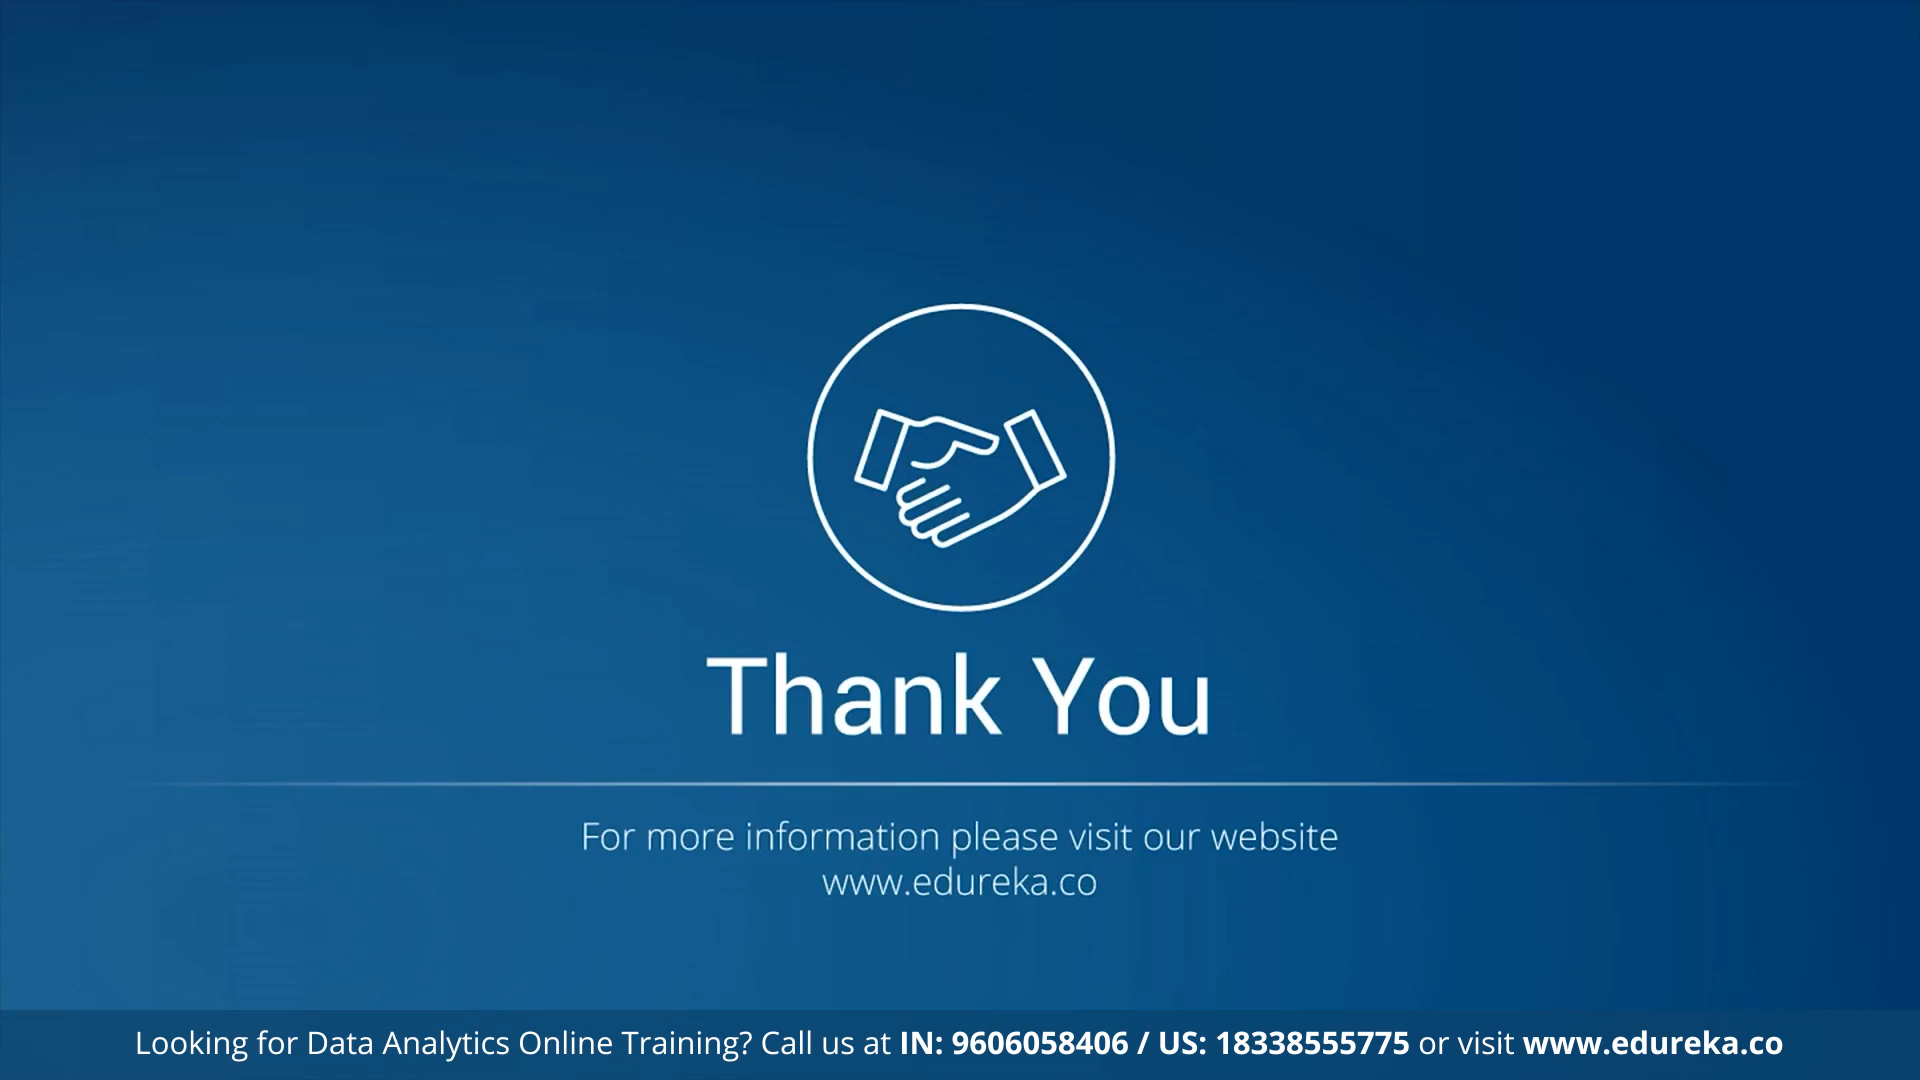 Thank You
For more information please visit our website
www.edureka.co
Looking for Data Analytics Online Training? Call us at IN: 9606058406 / US: 18338555775 or visit www.edureka.co